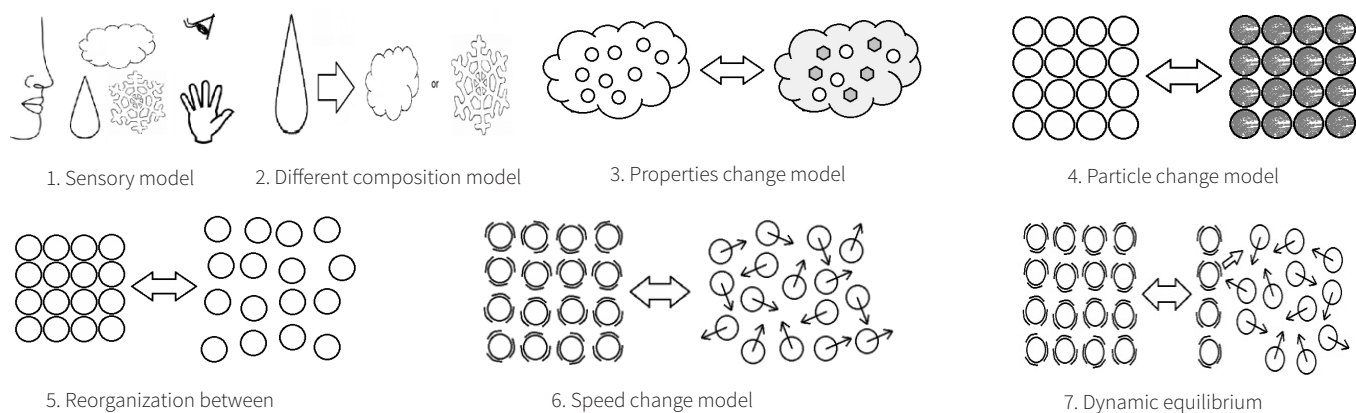 or
1. Sensory model
2. Different composition model
3. Properties change model
4. Particle change model
5. Reorganization between
6. Speed change model
7. Dynamic equilibrium